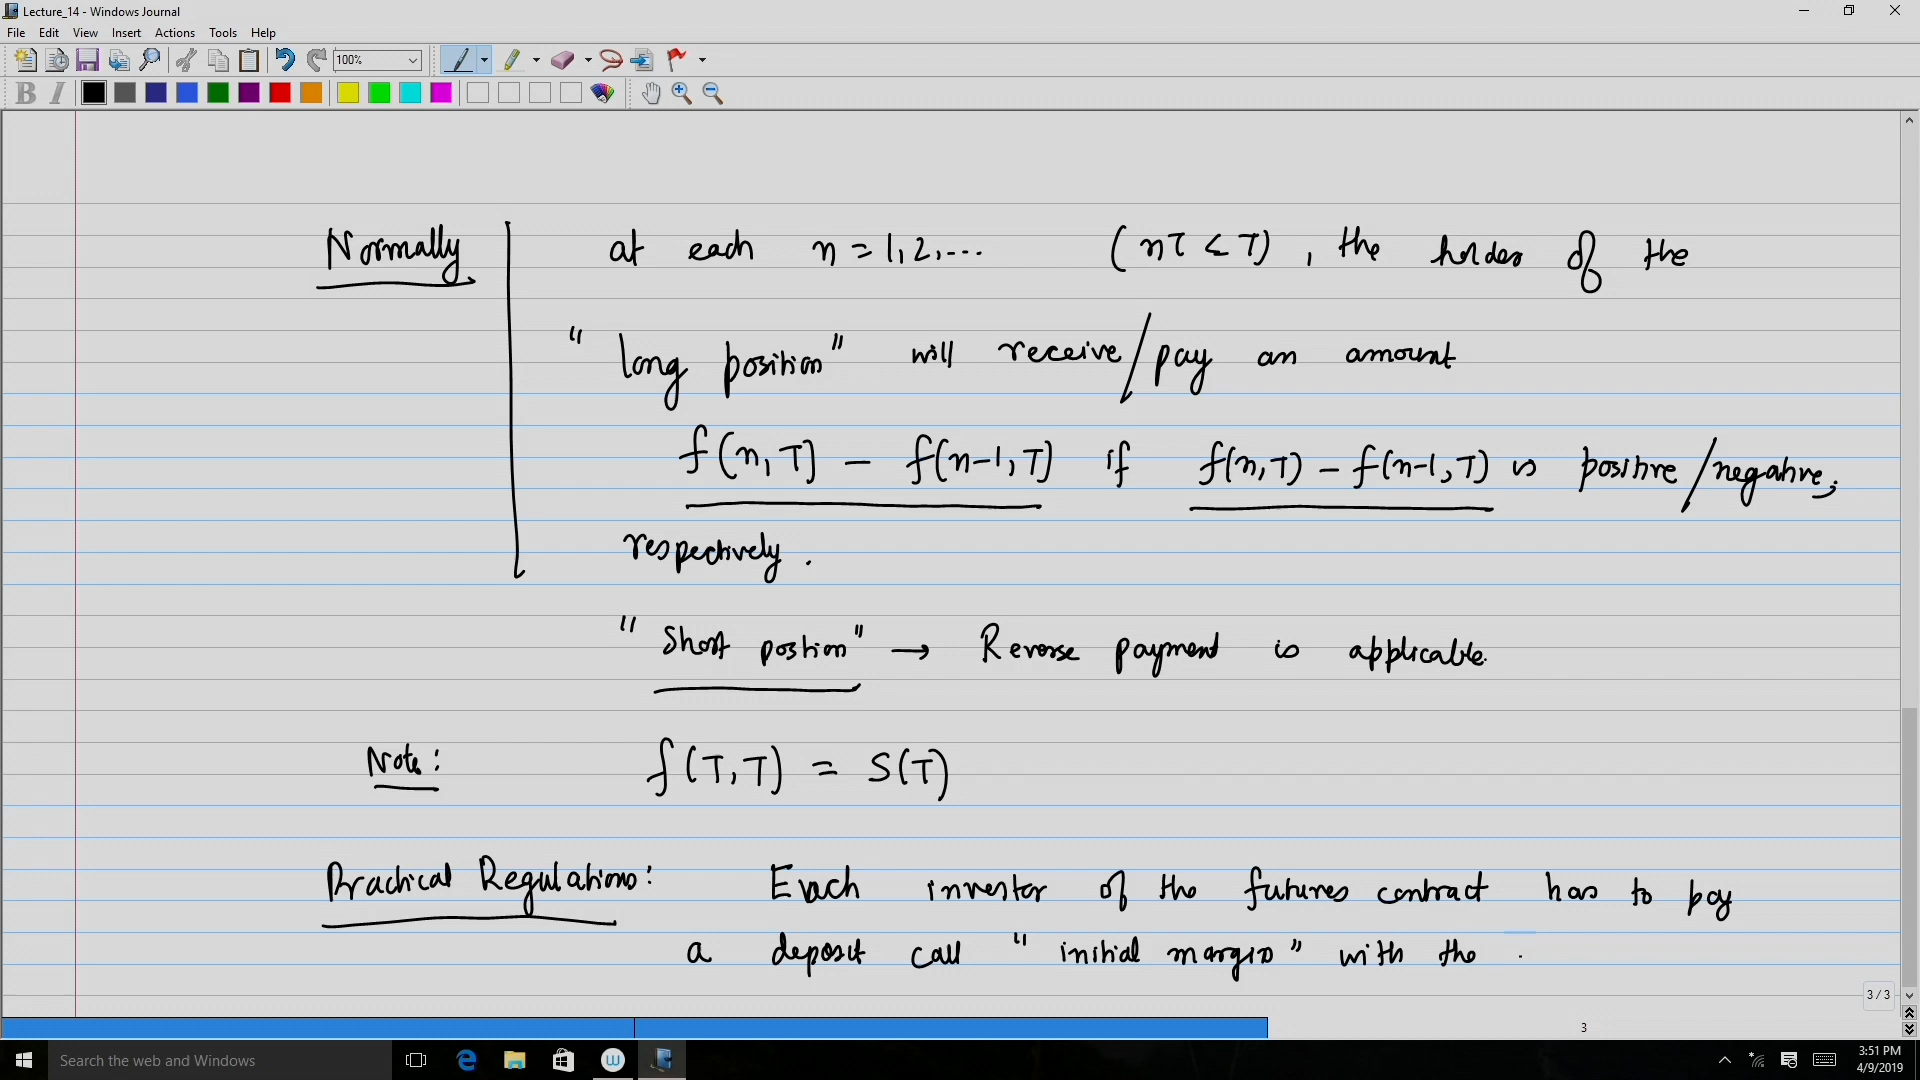 Lecture_14 - Windows Journal
File Edit View Insert Actions Tools Help
100%
B I
Normally at each n = 1, 2, ... (nτ ≤ T), the holder of the
"long position" will receive/pay an amount
f(n,T) - f(n-1,T) if f(n,T) - f(n-1,T) is positive/negative,
respectively.
"Short postion" → Reverse payment is applicable.
Note: f(T,T) = S(T)
Practical Regulations: Each investor of the futures contract has to pay
a deposit call "initial margin" with the
3 / 3
3
Search the web and Windows
3:51 PM
4/9/2019